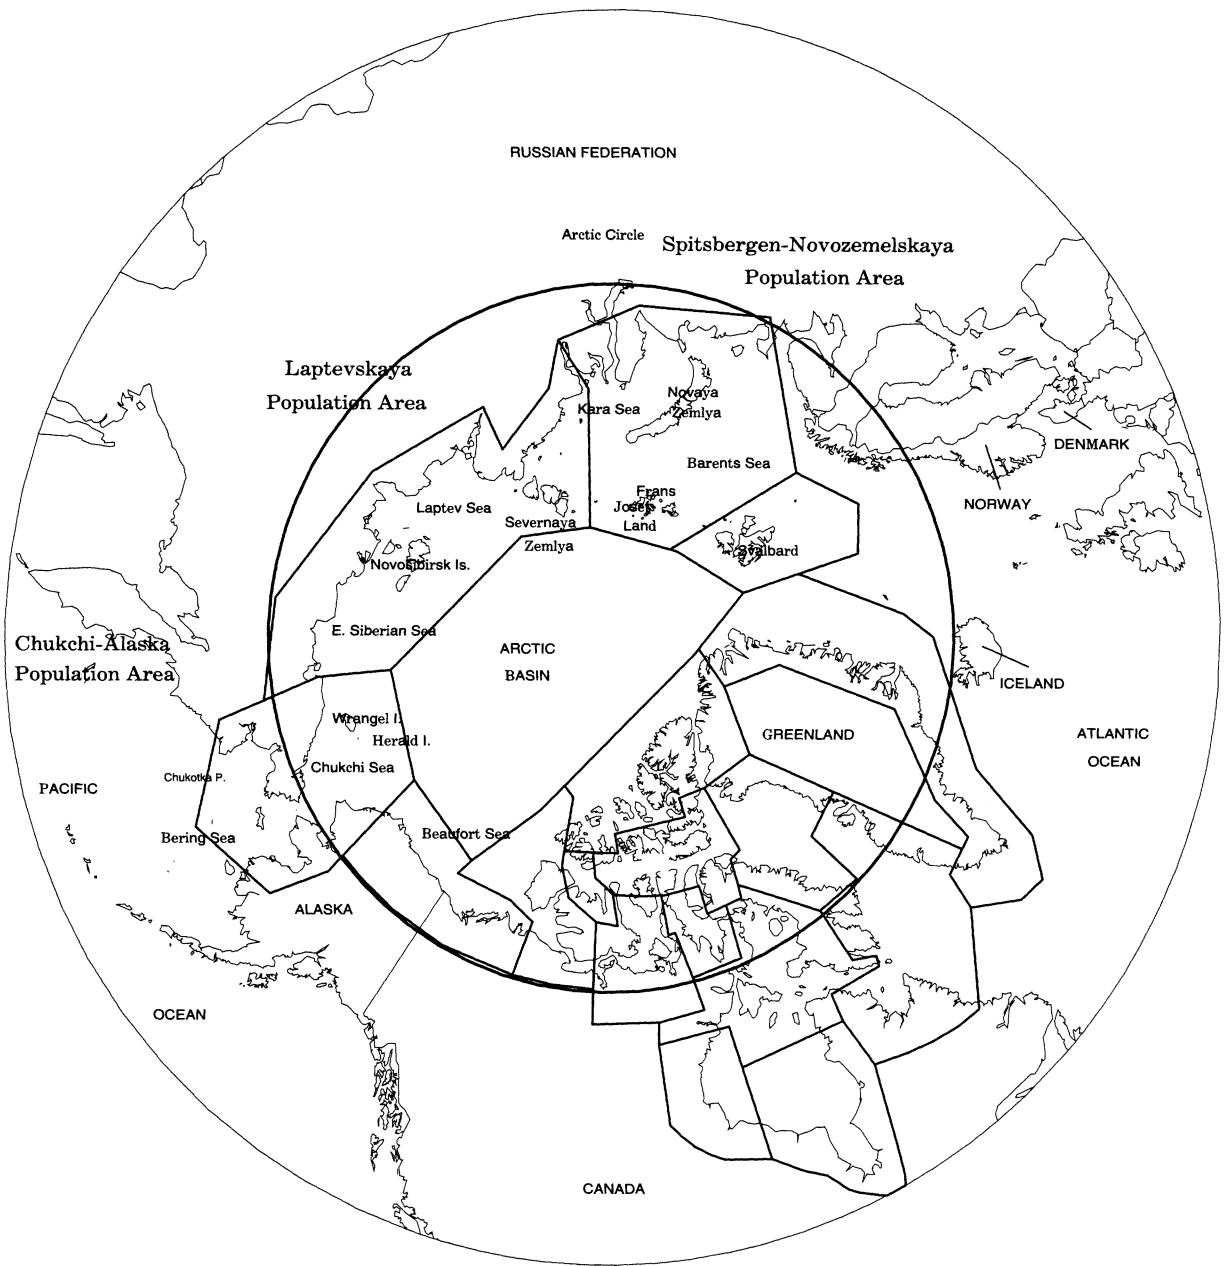 RUSSIAN FEDERATION
Arctic Circle
Spitsbergen-Novozemelskaya
Population Area
Laptevskaya
Population Area
Kara Sea
Novaya
Zemlya
Barents Sea
DENMARK
NORWAY
Frans
Josef
Land
Laptev Sea
Severnaya
Zemlya
Svalbard
Novosibirsk Is.
E. Siberian Sea
Chukchi-Alaska
Population Area
ARCTIC
BASIN
ICELAND
Wrangel I.
Herald I.
GREENLAND
ATLANTIC
OCEAN
Chukchi Sea
Chukotka P.
PACIFIC
Bering Sea
Beaufort Sea
ALASKA
OCEAN
CANADA